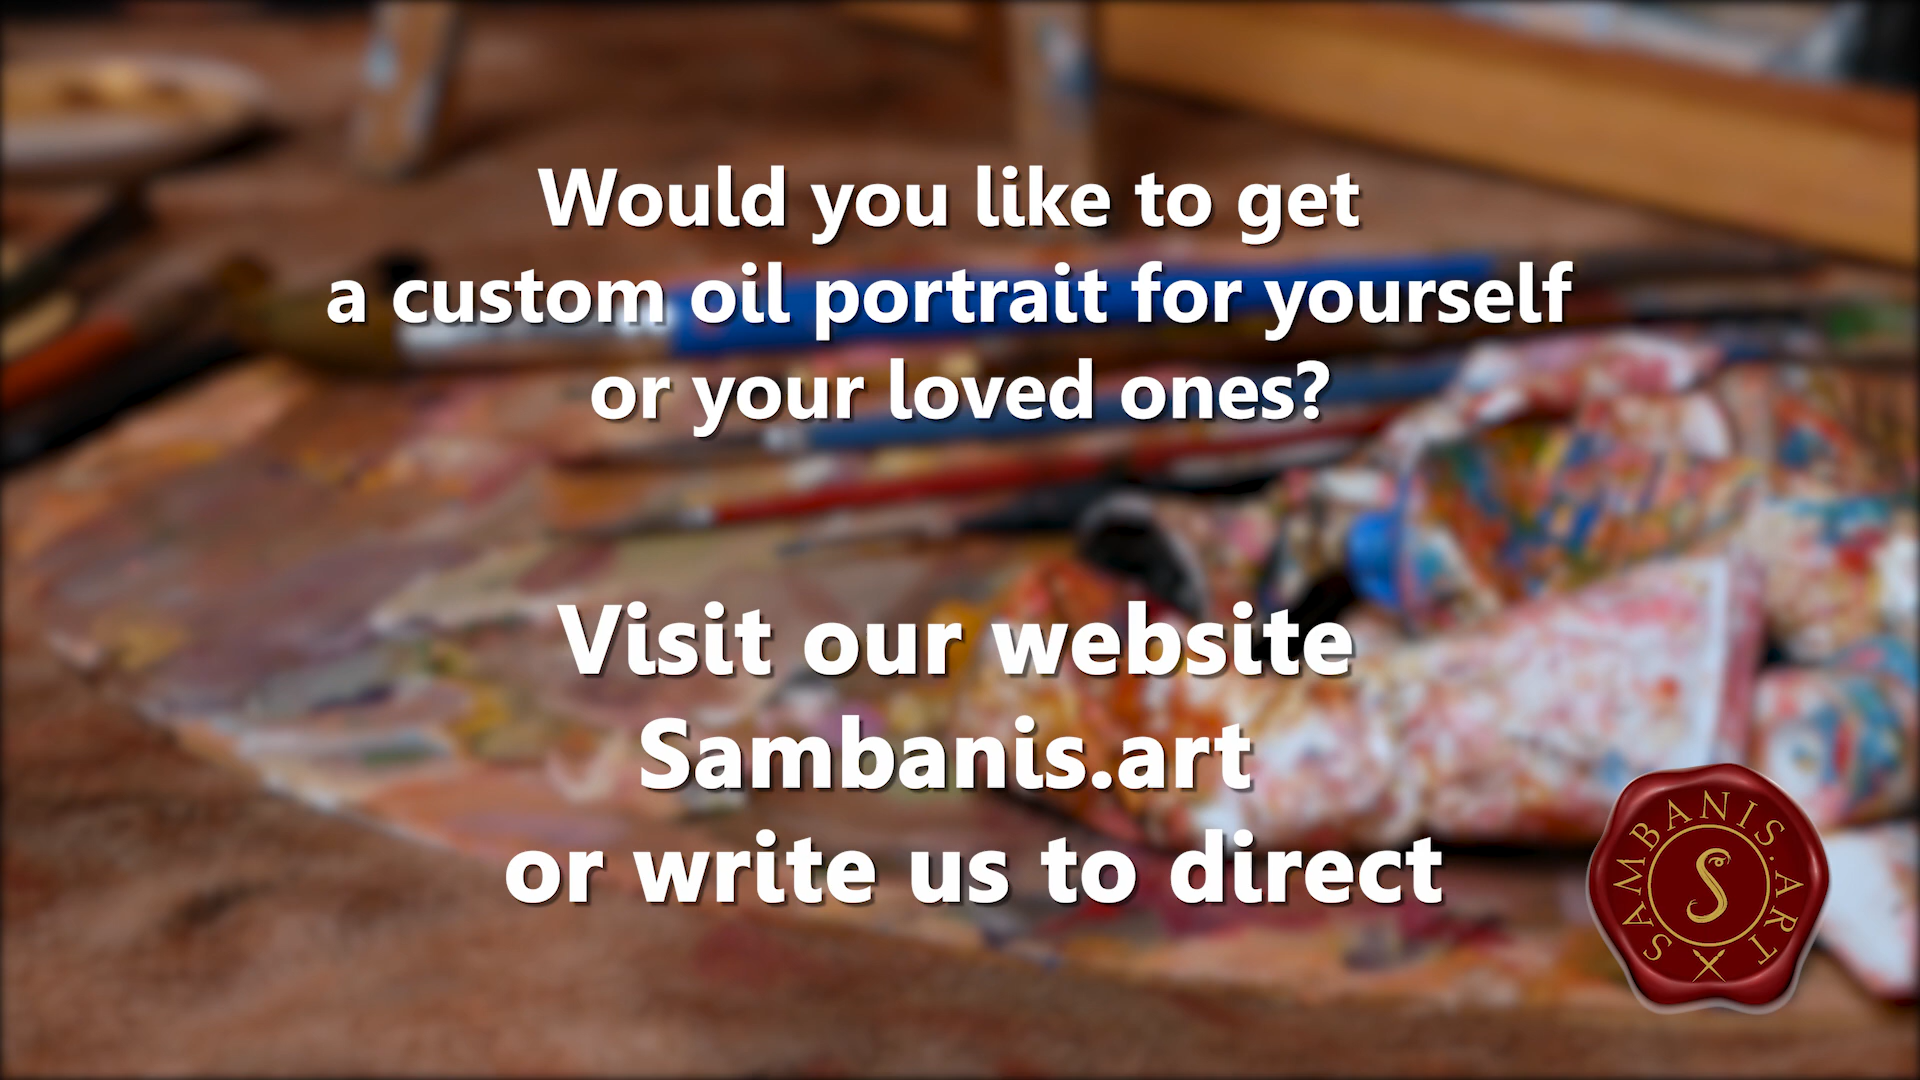 Would you like to get
a custom oil portrait for yourself
or your loved ones?
Visit our website
Sambanis.art
or write us to direct
SAMBANIS.ART
S